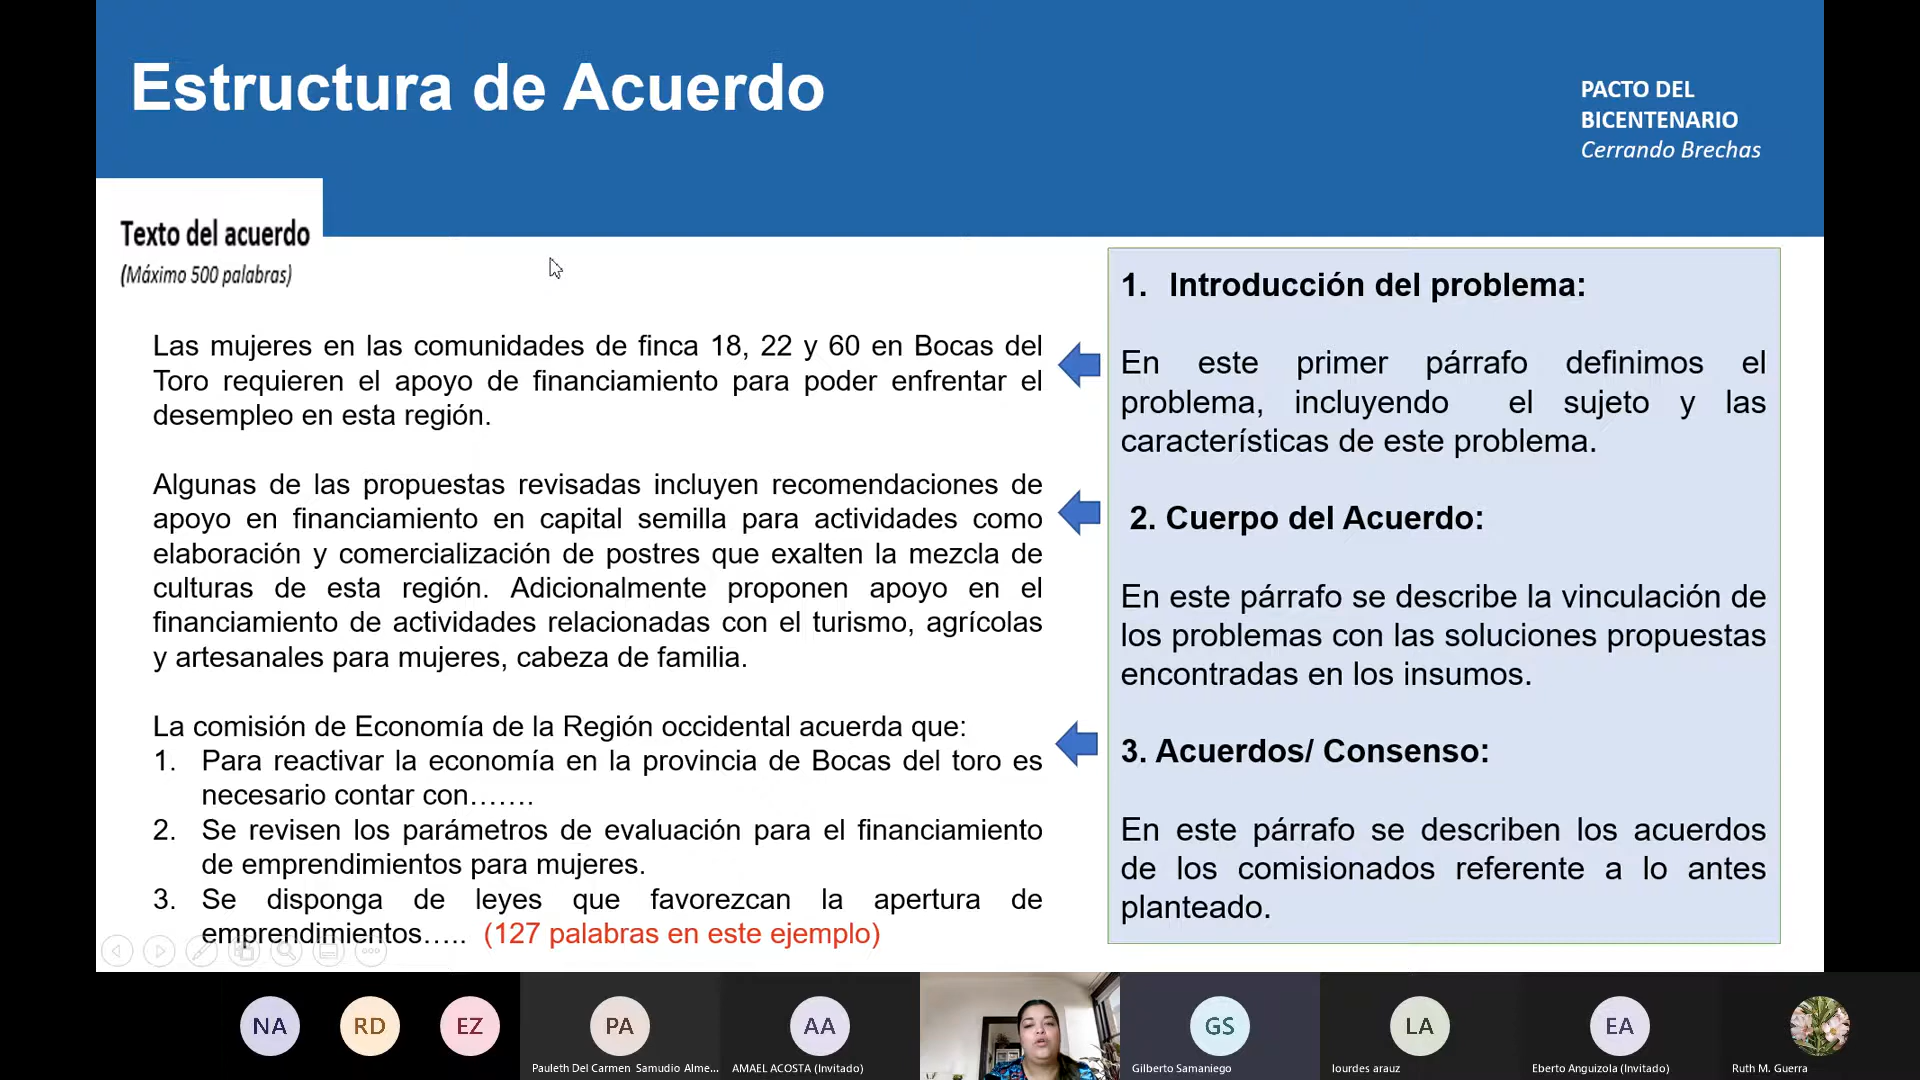 Estructura de Acuerdo
PACTO DEL
BICENTENARIO
Cerrando Brechas
Texto del acuerdo
(Máximo 500 palabras)
Las mujeres en las comunidades de finca 18, 22 y 60 en Bocas del
Toro requieren el apoyo de financiamiento para poder enfrentar el
desempleo en esta región.
Algunas de las propuestas revisadas incluyen recomendaciones de
apoyo en financiamiento en capital semilla para actividades como
elaboración y comercialización de postres que exalten la mezcla de
culturas de esta región. Adicionalmente proponen apoyo en el
financiamiento de actividades relacionadas con el turismo, agrícolas
y artesanales para mujeres, cabeza de familia.
La comisión de Economía de la Región occidental acuerda que:
1. Para reactivar la economía en la provincia de Bocas del toro es
necesario contar con…….
2. Se revisen los parámetros de evaluación para el financiamiento
de emprendimientos para mujeres.
3. Se disponga de leyes que favorezcan la apertura de
emprendimientos….. (127 palabras en este ejemplo)
1. Introducción del problema:
En este primer párrafo definimos el
problema, incluyendo el sujeto y las
características de este problema.
2. Cuerpo del Acuerdo:
En este párrafo se describe la vinculación de
los problemas con las soluciones propuestas
encontradas en los insumos.
3. Acuerdos/ Consenso:
En este párrafo se describen los acuerdos
de los comisionados referente a lo antes
planteado.
NA
RD
EZ
PA
AA
GS
LA
EA
Pauleth Del Carmen Samudio Alme...
AMAEL ACOSTA (Invitado)
Gilberto Samaniego
lourdes arauz
Eberto Anguizola (Invitado)
Ruth M. Guerra